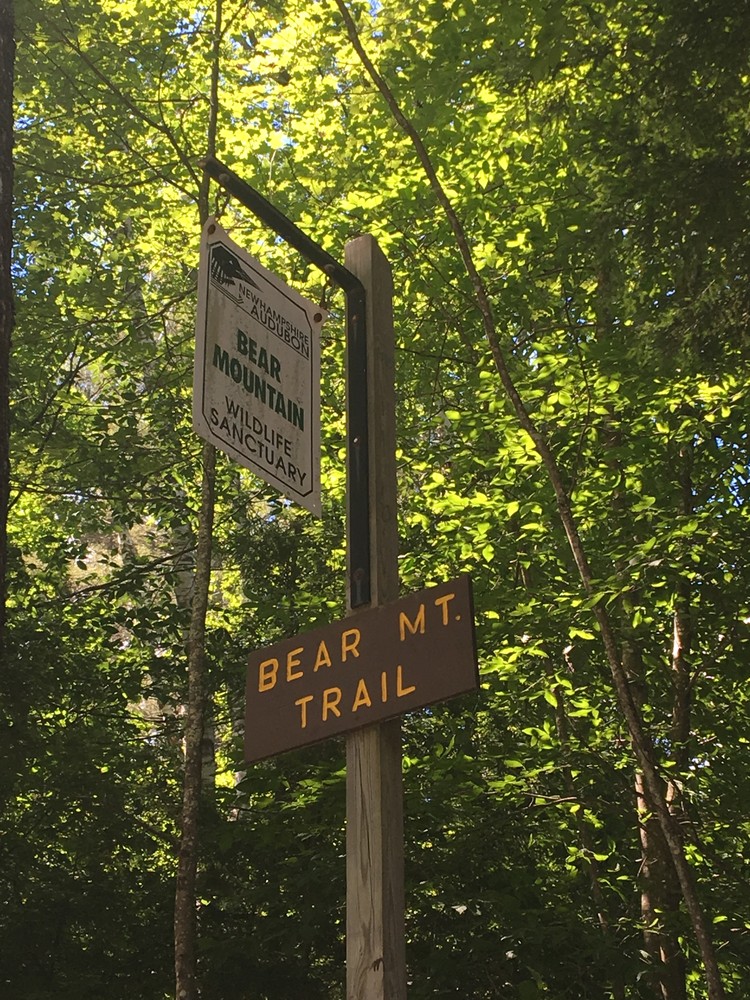 NEW HAMPSHIRE
AUDUBON
BEAR
MOUNTAIN
WILDLIFE
SANCTUARY
BEAR MT.
TRAIL